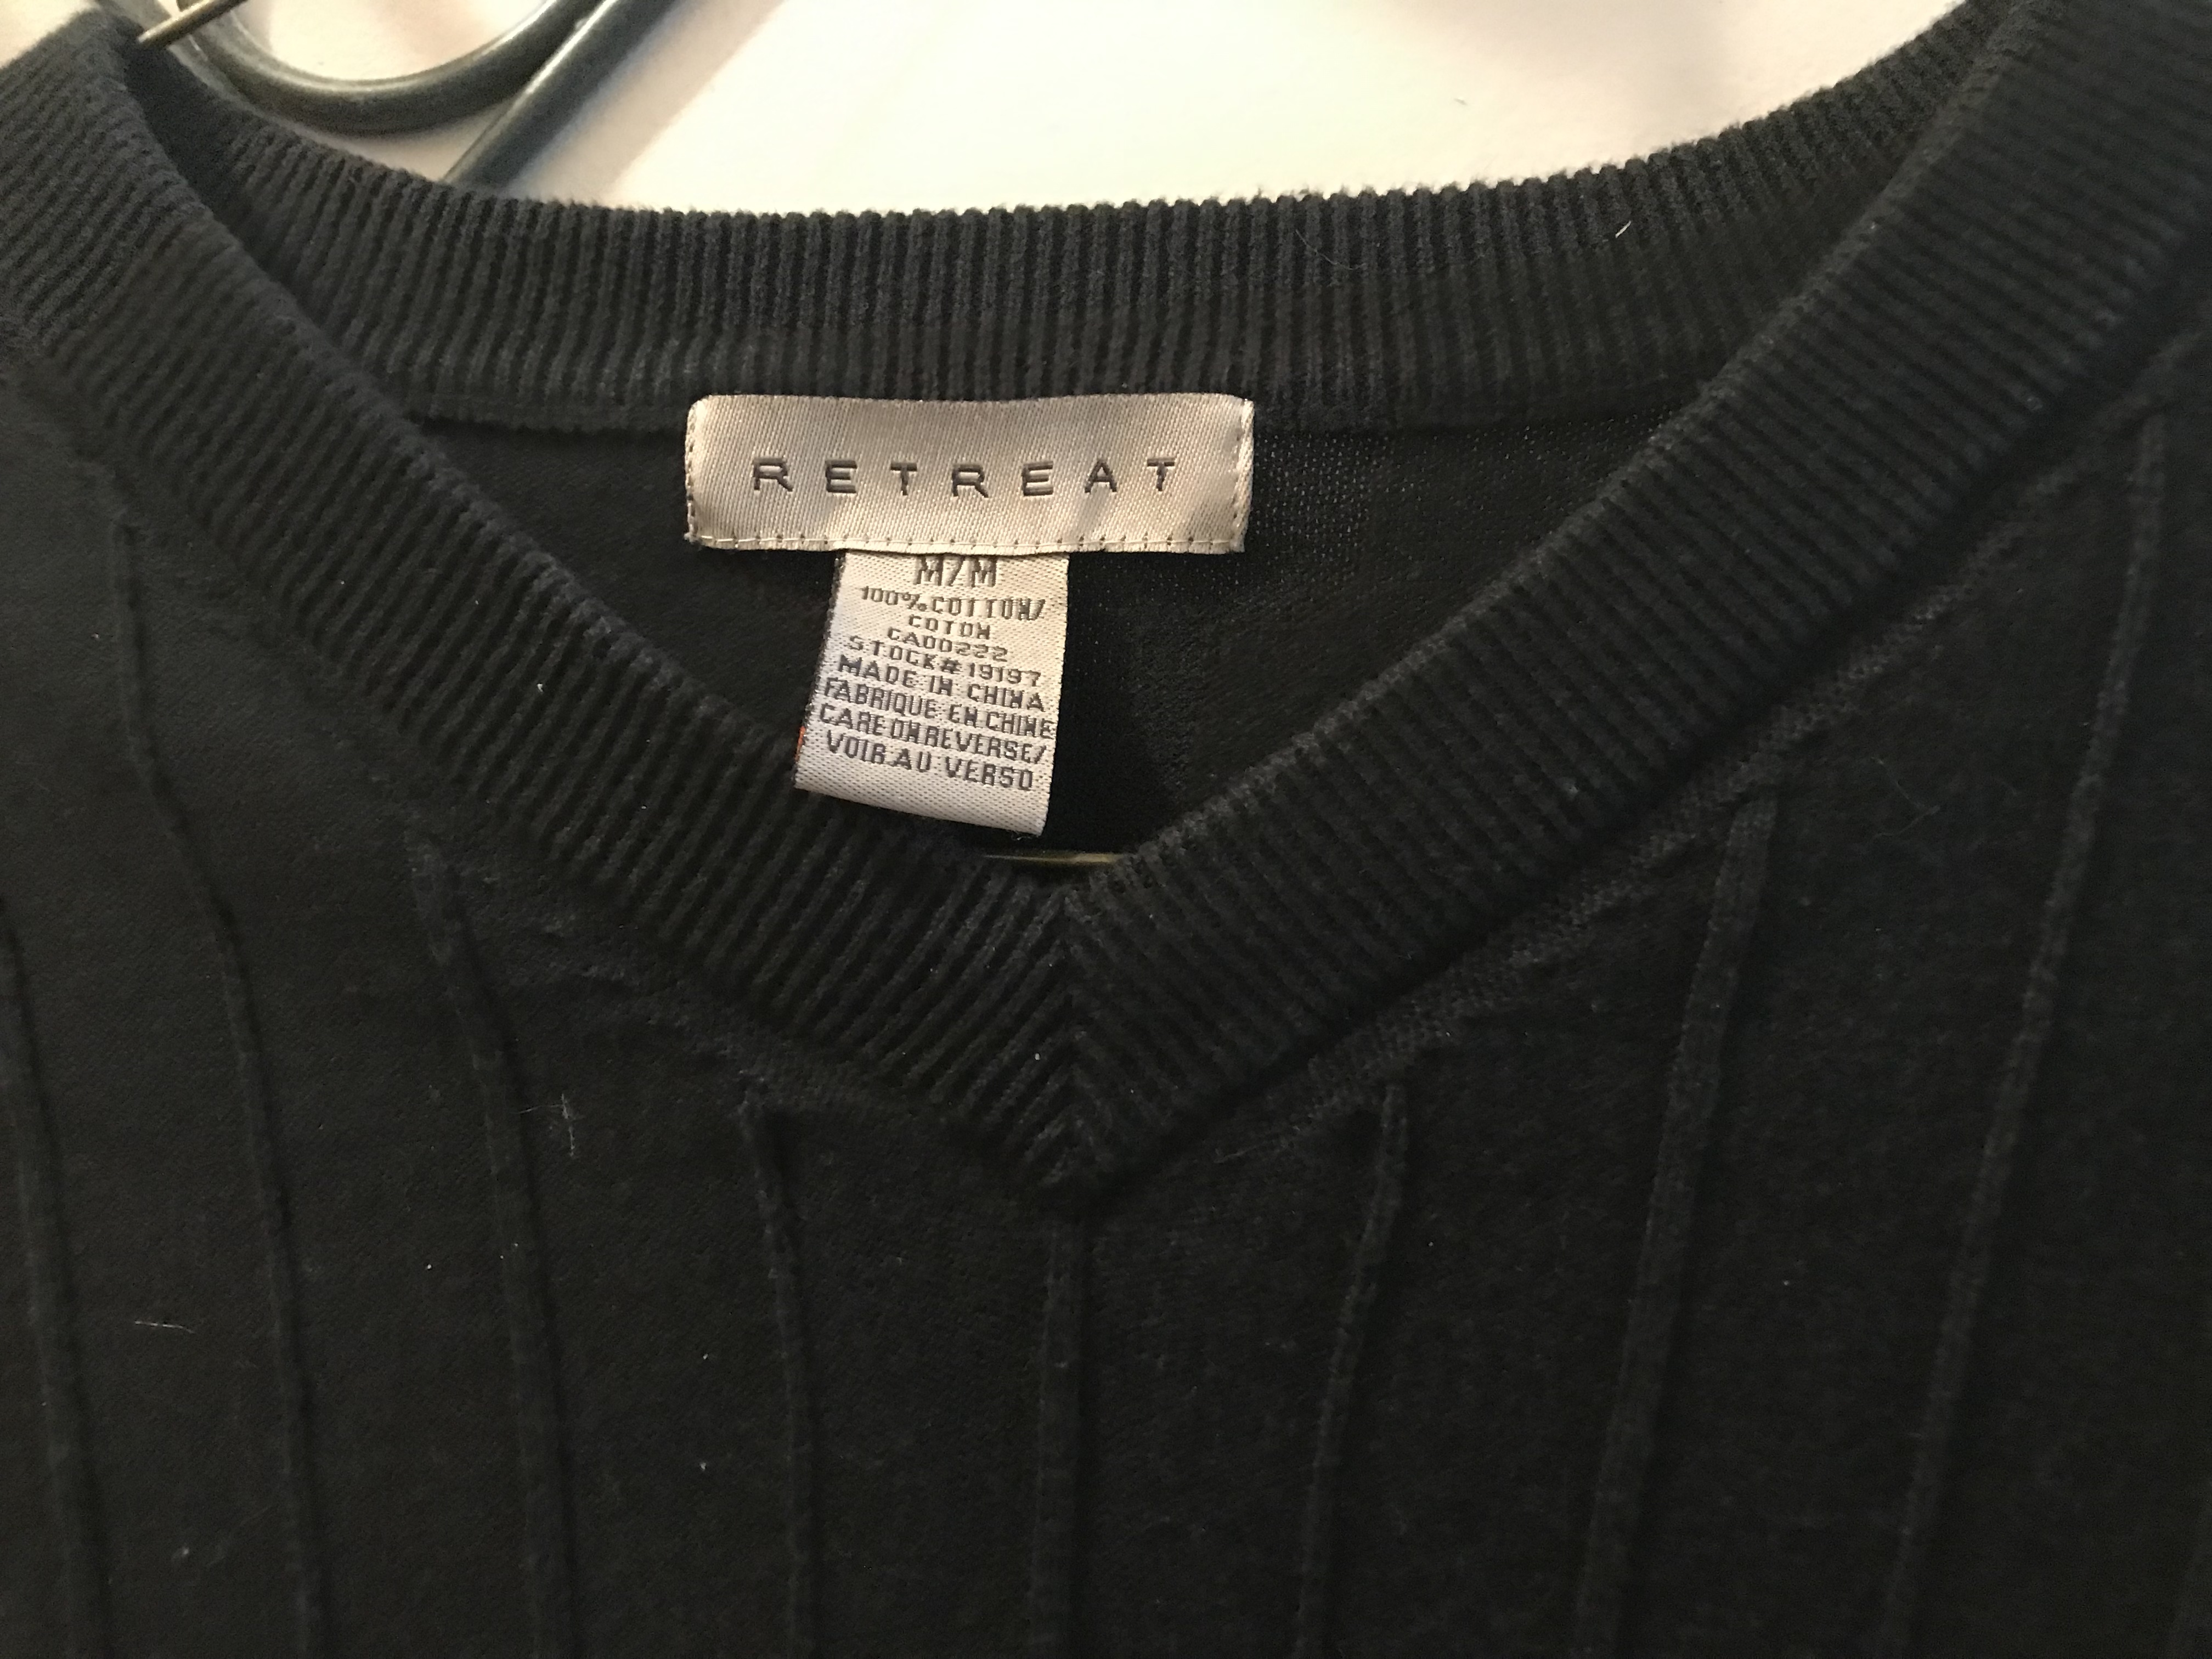 RETREAT
M/M
100% COTTON/
COTON
CA00222
STOCK# 19197
MADE IN CHINA
FABRIQUE EN CHINE
CARE ON REVERSE/
VOIR AU VERSO